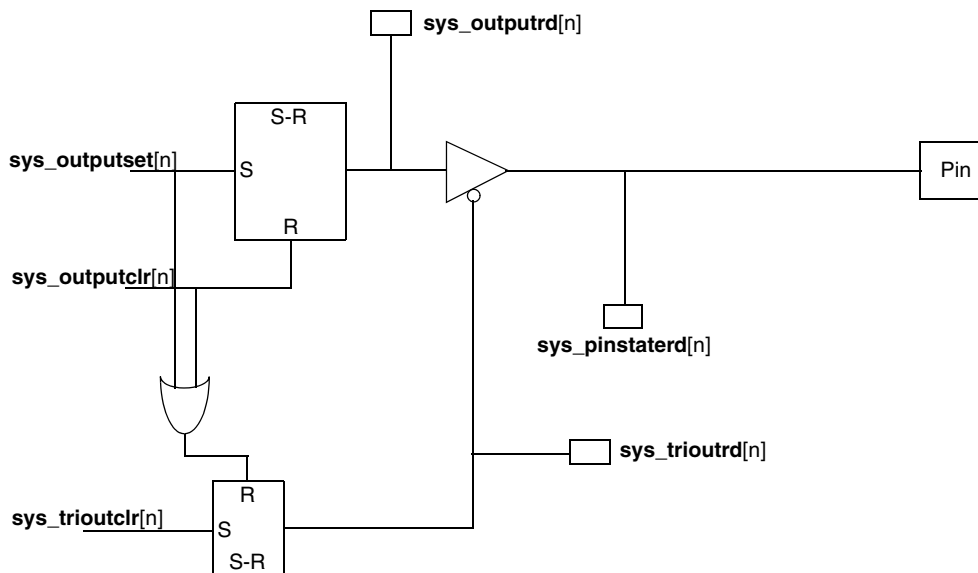 sys_outputrd[n]
S-R
sys_outputset[n]
S
Pin
R
sys_outputclr[n]
sys_pinstaterd[n]
sys_trioutrd[n]
R
sys_trioutclr[n]
S
S-R